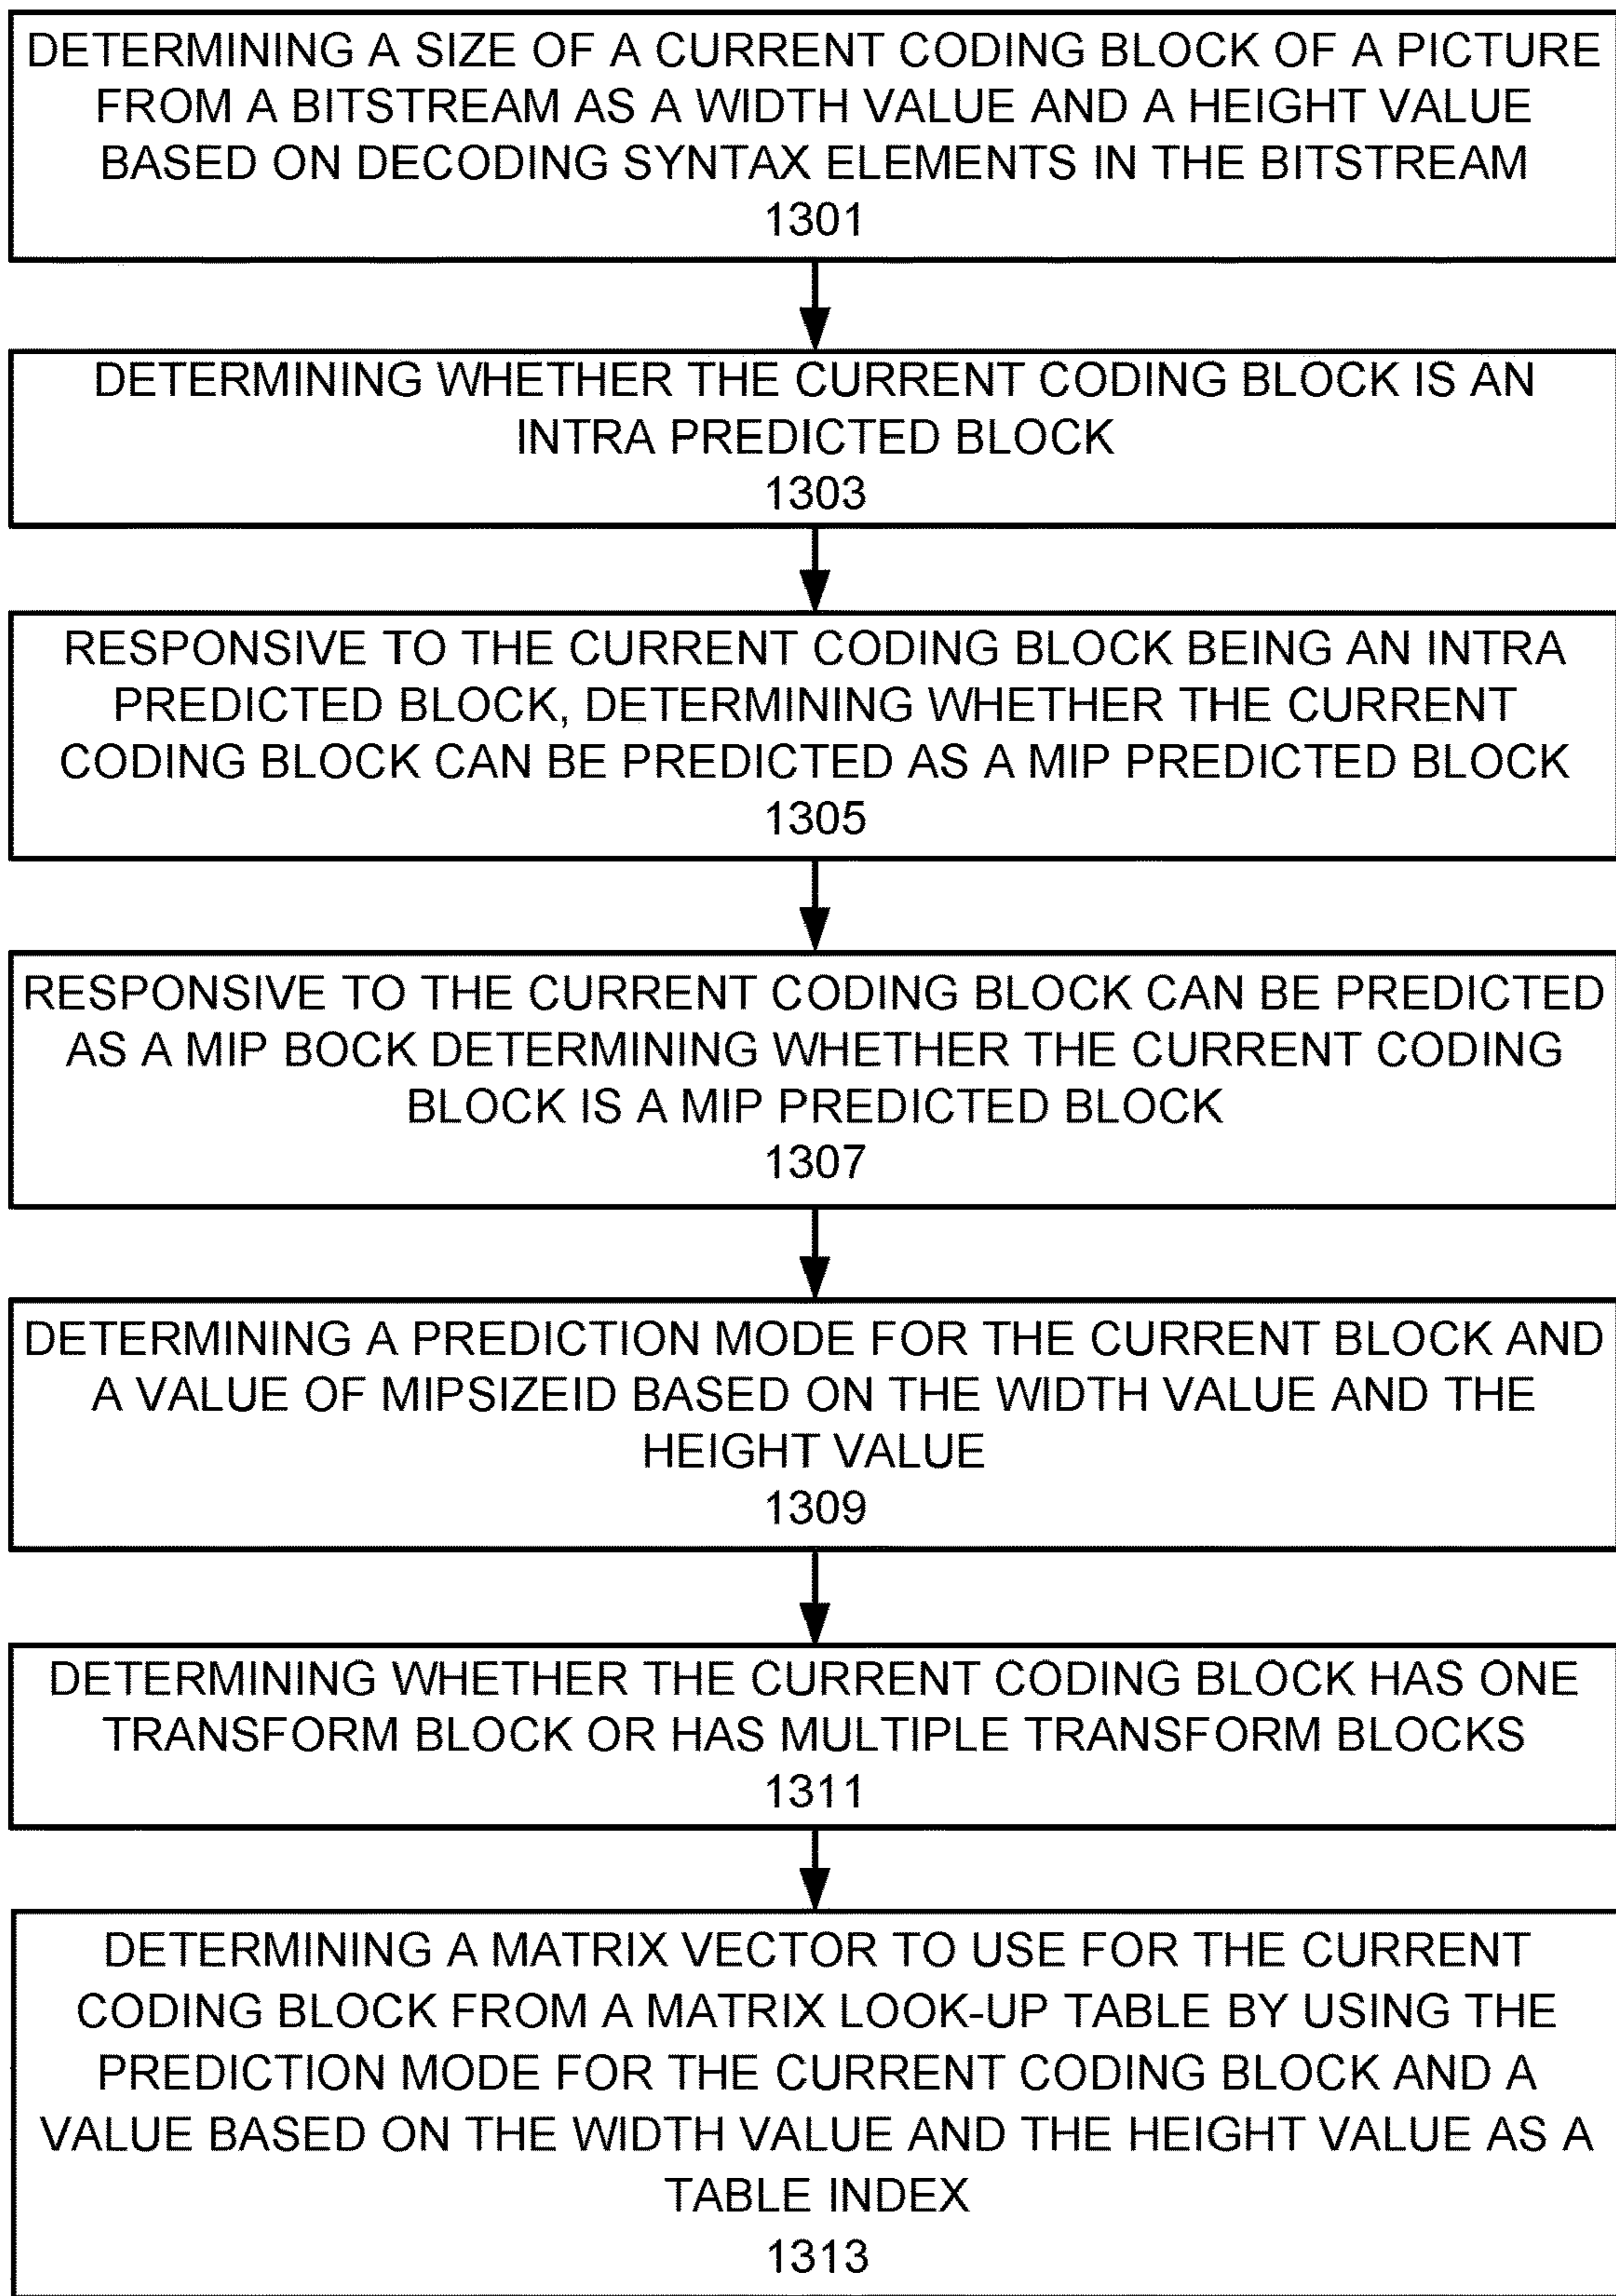 DETERMINING A SIZE OF A CURRENT CODING BLOCK OF A PICTURE
FROM A BITSTREAM AS A WIDTH VALUE AND A HEIGHT VALUE
BASED ON DECODING SYNTAX ELEMENTS IN THE BITSTREAM
1301
DETERMINING WHETHER THE CURRENT CODING BLOCK IS AN
INTRA PREDICTED BLOCK
1303
RESPONSIVE TO THE CURRENT CODING BLOCK BEING AN INTRA
PREDICTED BLOCK, DETERMINING WHETHER THE CURRENT
CODING BLOCK CAN BE PREDICTED AS A MIP PREDICTED BLOCK
1305
RESPONSIVE TO THE CURRENT CODING BLOCK CAN BE PREDICTED
AS A MIP BOCK DETERMINING WHETHER THE CURRENT CODING
BLOCK IS A MIP PREDICTED BLOCK
1307
DETERMINING A PREDICTION MODE FOR THE CURRENT BLOCK AND
A VALUE OF MIPSIZEID BASED ON THE WIDTH VALUE AND THE
HEIGHT VALUE
1309
DETERMINING WHETHER THE CURRENT CODING BLOCK HAS ONE
TRANSFORM BLOCK OR HAS MULTIPLE TRANSFORM BLOCKS
1311
DETERMINING A MATRIX VECTOR TO USE FOR THE CURRENT
CODING BLOCK FROM A MATRIX LOOK-UP TABLE BY USING THE
PREDICTION MODE FOR THE CURRENT CODING BLOCK AND A
VALUE BASED ON THE WIDTH VALUE AND THE HEIGHT VALUE AS A
TABLE INDEX
1313